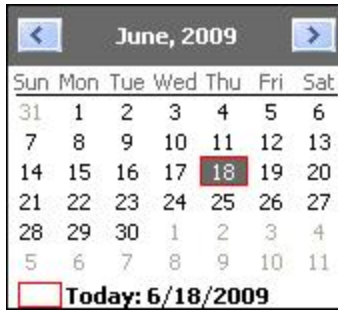 June, 2009
Sun Mon Tue Wed Thu Fri Sat
31 1 2 3 4 5 6
7 8 9 10 11 12 13
14 15 16 17 18 19 20
21 22 23 24 25 26 27
28 29 30 1 2 3 4
5 6 7 8 9 10 11
Today: 6/18/2009